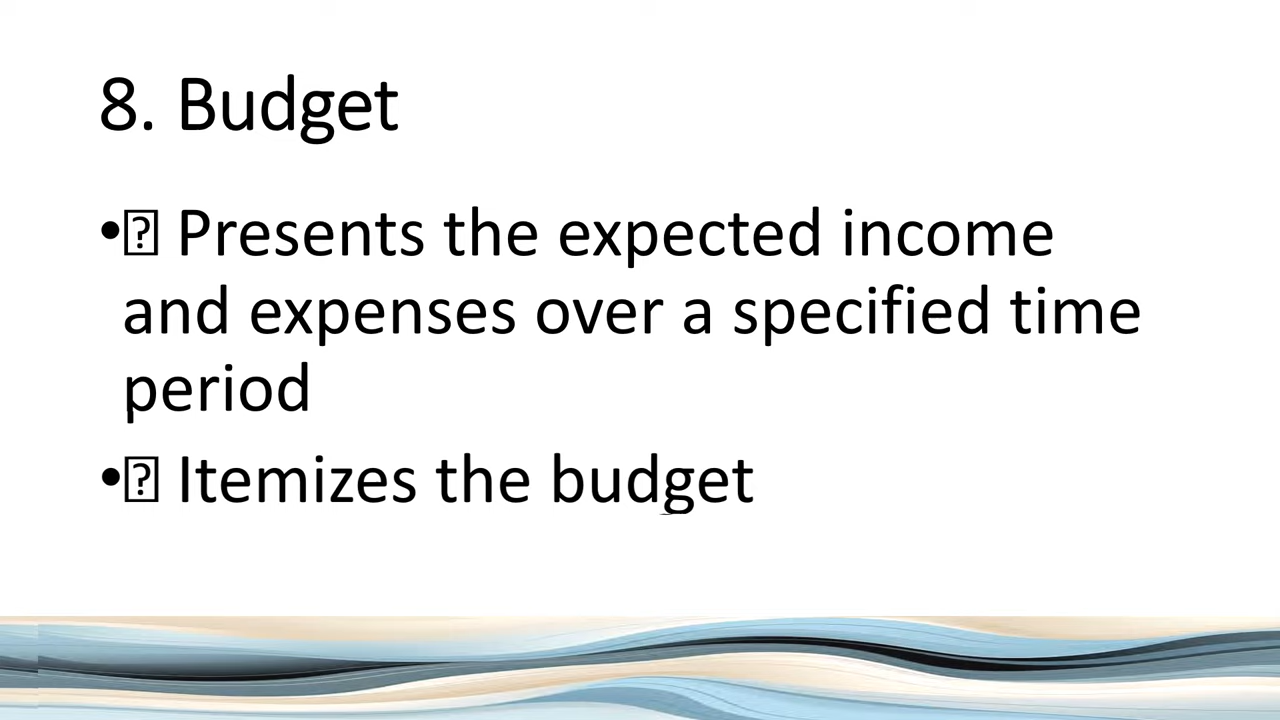 8. Budget
•⍰ Presents the expected income
and expenses over a specified time
period
•⍰ Itemizes the budget